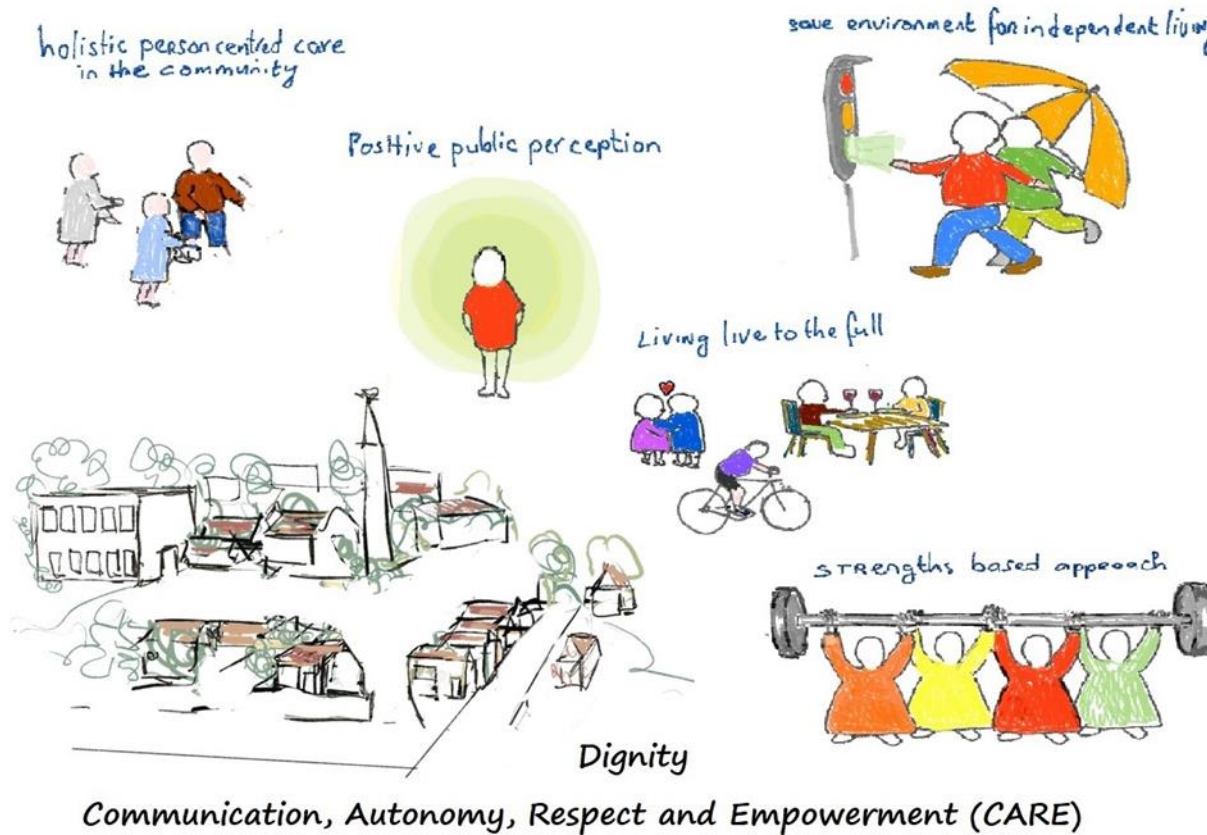 holistic person centred care
in the community
Positive public perception
save environment for independent living
Living live to the full
STRengths based approach
Dignity
Communication, Autonomy, Respect and Empowerment (CARE)